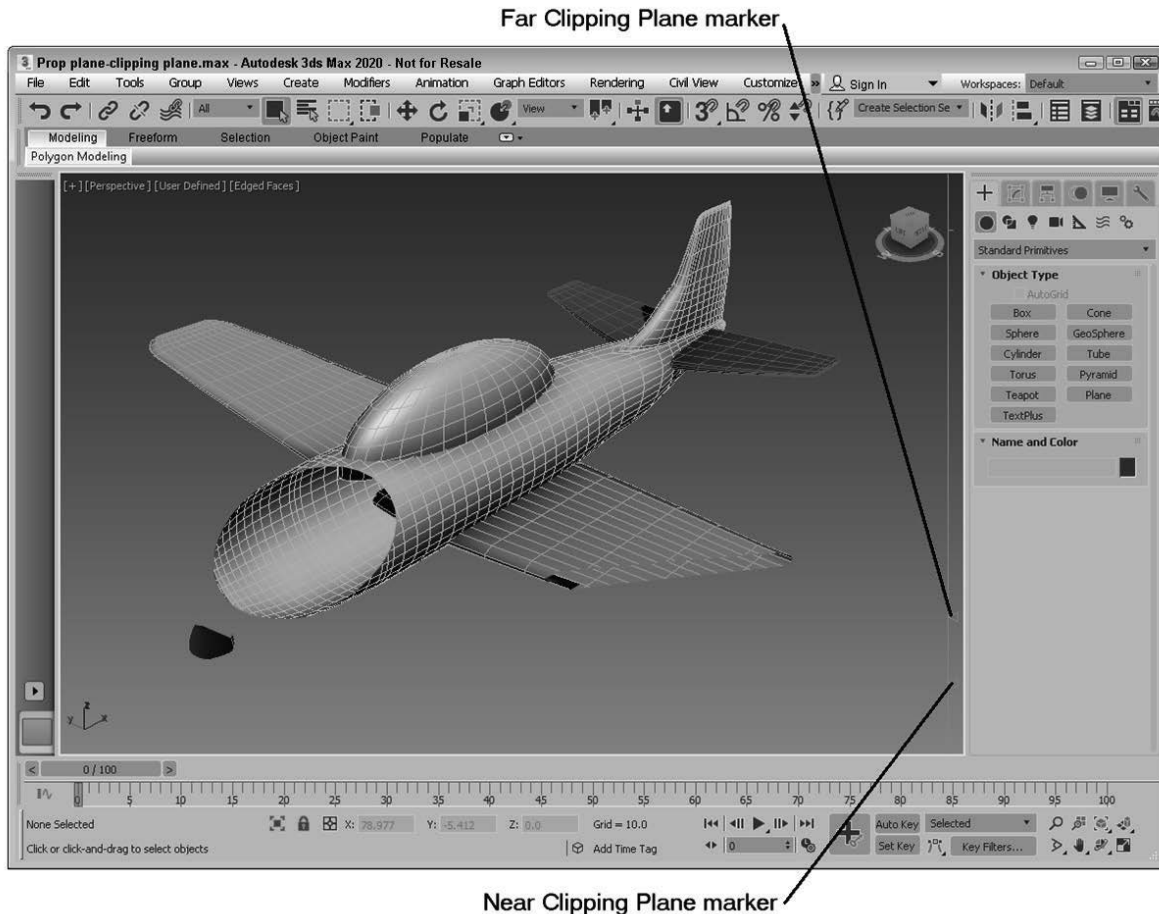 Far Clipping Plane marker
Prop plane-clipping plane.max - Autodesk 3ds Max 2020 - Not for Resale
File Edit Tools Group Views Create Modifiers Animation Graph Editors Rendering Civil View Customize » Sign In Workspaces: Default
All View Create Selection Se
Modeling Freeform Selection Object Paint Populate
Polygon Modeling
[+] [Perspective] [User Defined] [Edged Faces]
Standard Primitives
Object Type
AutoGrid
Box Cone
Sphere GeoSphere
Cylinder Tube
Torus Pyramid
Teapot Plane
TextPlus
Name and Color
z
y x
< 0 / 100 >
0 5 10 15 20 25 30 35 40 45 50 55 60 65 70 75 80 85 90 95 100
None Selected X: 78.977 Y: -5.412 Z: 0.0 Grid = 10.0 Auto Key Selected
Click or click-and-drag to select objects Add Time Tag 0 Set Key Key Filters...
Near Clipping Plane marker